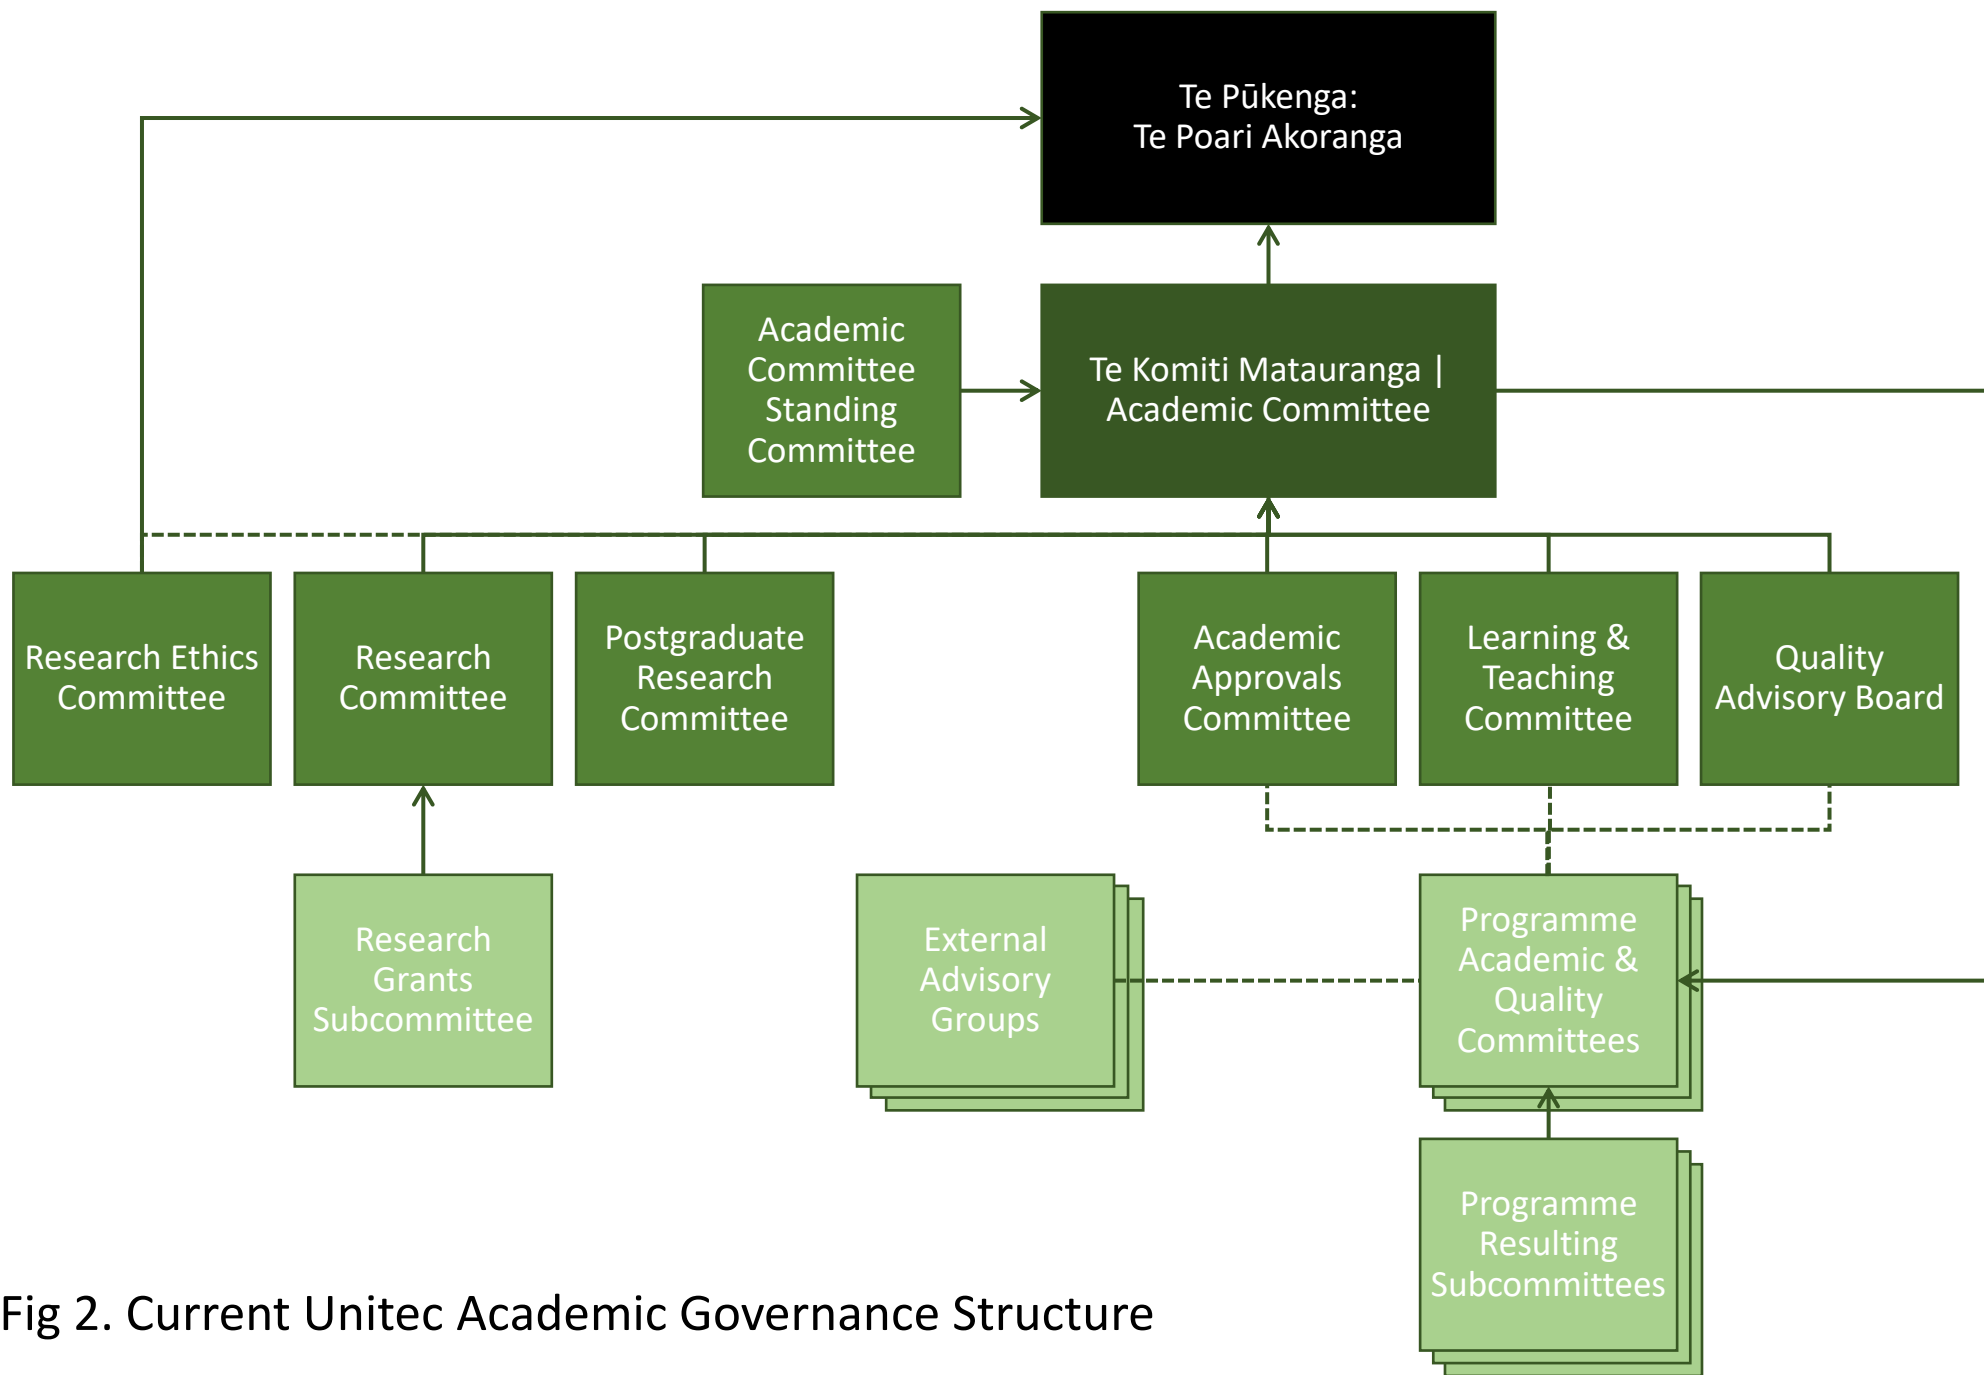 Te Pūkenga:
Te Poari Akoranga
Academic
Committee
Standing
Committee
Te Komiti Matauranga |
Academic Committee
Research Ethics
Committee
Research
Committee
Postgraduate
Research
Committee
Academic
Approvals
Committee
Learning &
Teaching
Committee
Quality
Advisory Board
Research
Grants
Subcommittee
External
Advisory
Groups
Programme
Academic &
Quality
Committees
Programme
Resulting
Subcommittees
Fig 2. Current Unitec Academic Governance Structure